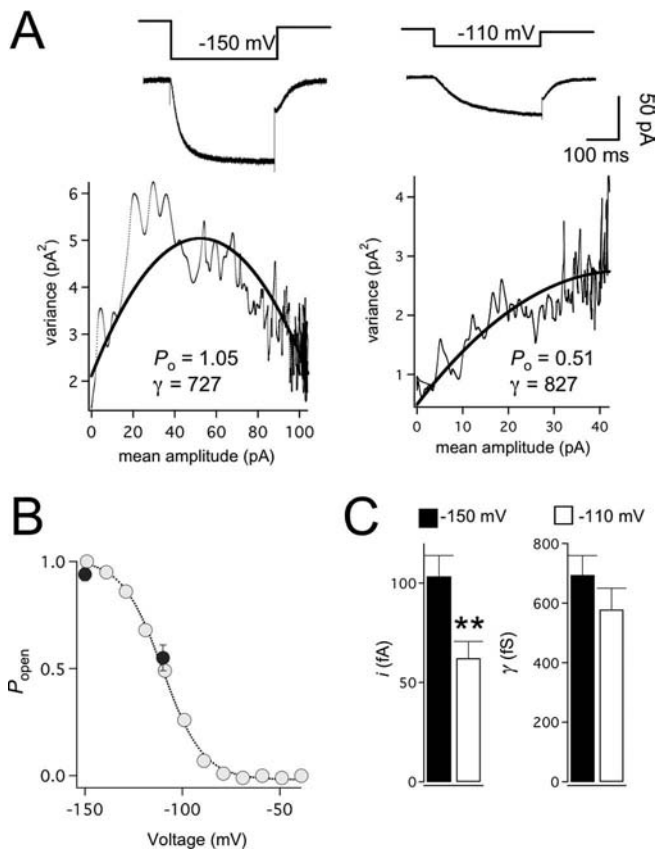 A
-150 mV
-110 mV
50 pA
100 ms
variance (pA²)
6
5
4
3
2
Pₒ = 1.05
γ = 727
0 20 40 60 80 100
mean amplitude (pA)
variance (pA²)
4
3
2
1
Pₒ = 0.51
γ = 827
0 10 20 30 40
mean amplitude (pA)
B
P open
1.0
0.5
0.0
-150 -100 -50
Voltage (mV)
C
-150 mV -110 mV
i (fA)
100
50
0
**
γ (fS)
800
600
400
200
0